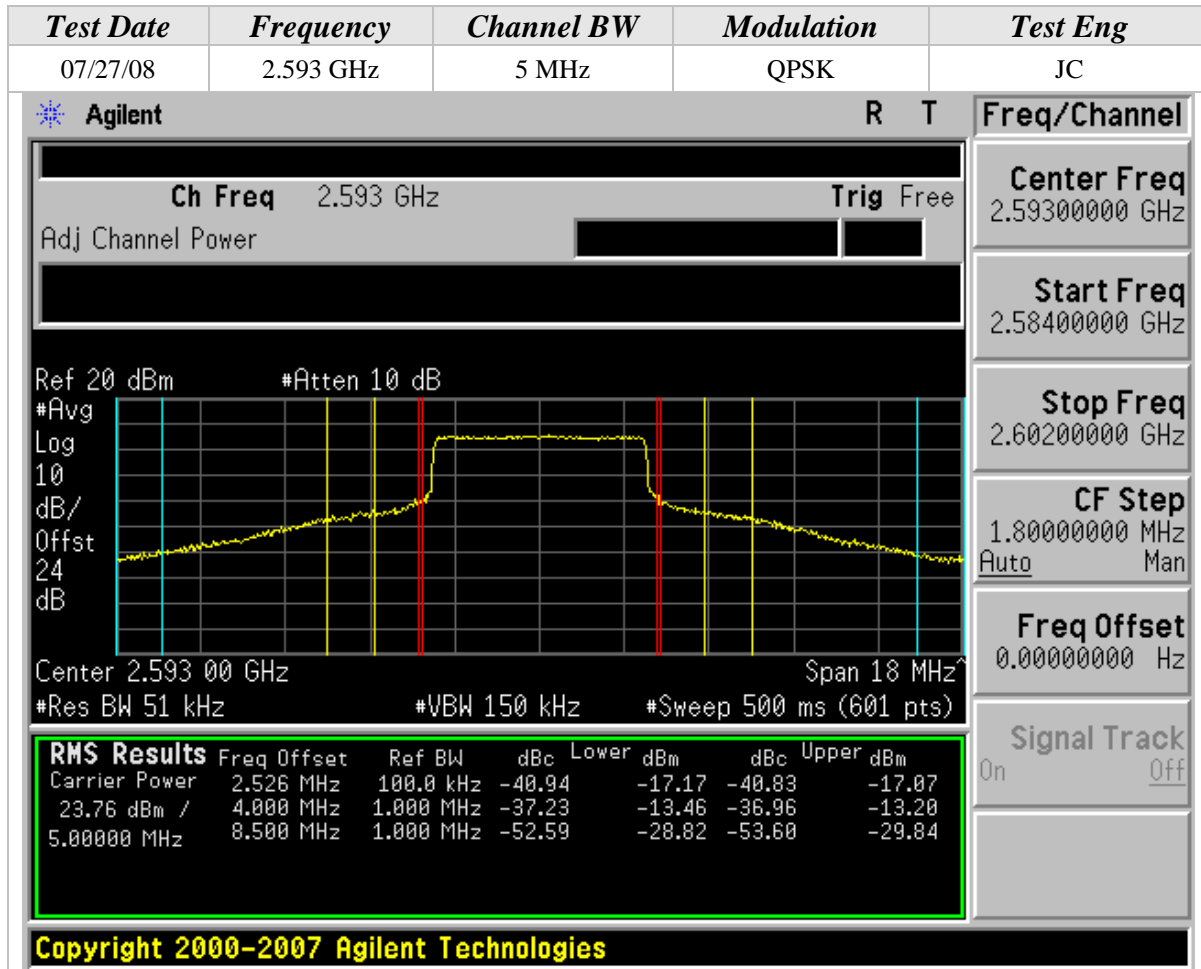 Test Date Frequency Channel BW Modulation Test Eng
07/27/08 2.593 GHz 5 MHz QPSK JC
Agilent R T Freq/Channel
Ch Freq 2.593 GHz Trig Free
Adj Channel Power
Center Freq
2.59300000 GHz
Start Freq
2.58400000 GHz
Stop Freq
2.60200000 GHz
CF Step
1.80000000 MHz
Auto Man
Freq Offset
0.00000000 Hz
Signal Track
On Off
Ref 20 dBm #Atten 10 dB
#Avg
Log
10
dB/
Offst
24
dB
Center 2.593 00 GHz Span 18 MHz^
#Res BW 51 kHz #VBW 150 kHz #Sweep 500 ms (601 pts)
RMS Results Freq Offset Ref BW dBc Lower dBm dBc Upper dBm
Carrier Power 2.526 MHz 100.0 kHz -40.94 -17.17 -40.83 -17.07
23.76 dBm / 4.000 MHz 1.000 MHz -37.23 -13.46 -36.96 -13.20
5.00000 MHz 8.500 MHz 1.000 MHz -52.59 -28.82 -53.60 -29.84
Copyright 2000-2007 Agilent Technologies